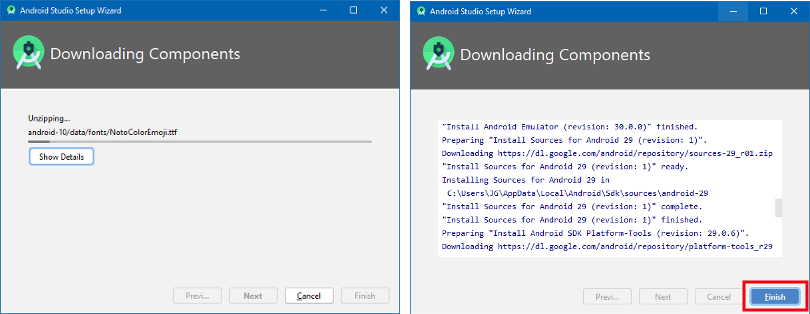 Android Studio Setup Wizard
Downloading Components
Unzipping...
android-10/data/fonts/NotoColorEmoji.ttf
Show Details
Previ...
Next
Cancel
Finish
Android Studio Setup Wizard
Downloading Components
"Install Android Emulator (revision: 30.0.0)" finished.
Preparing "Install Sources for Android 29 (revision: 1)".
Downloading https://dl.google.com/android/repository/sources-29_r01.zip
"Install Sources for Android 29 (revision: 1)" ready.
Installing Sources for Android 29 in
C:\Users\JG\AppData\Local\Android\Sdk\sources\android-29
"Install Sources for Android 29 (revision: 1)" complete.
"Install Sources for Android 29 (revision: 1)" finished.
Preparing "Install Android SDK Platform-Tools (revision: 29.0.6)".
Downloading https://dl.google.com/android/repository/platform-tools_r29
Previ...
Next
Cancel
Finish